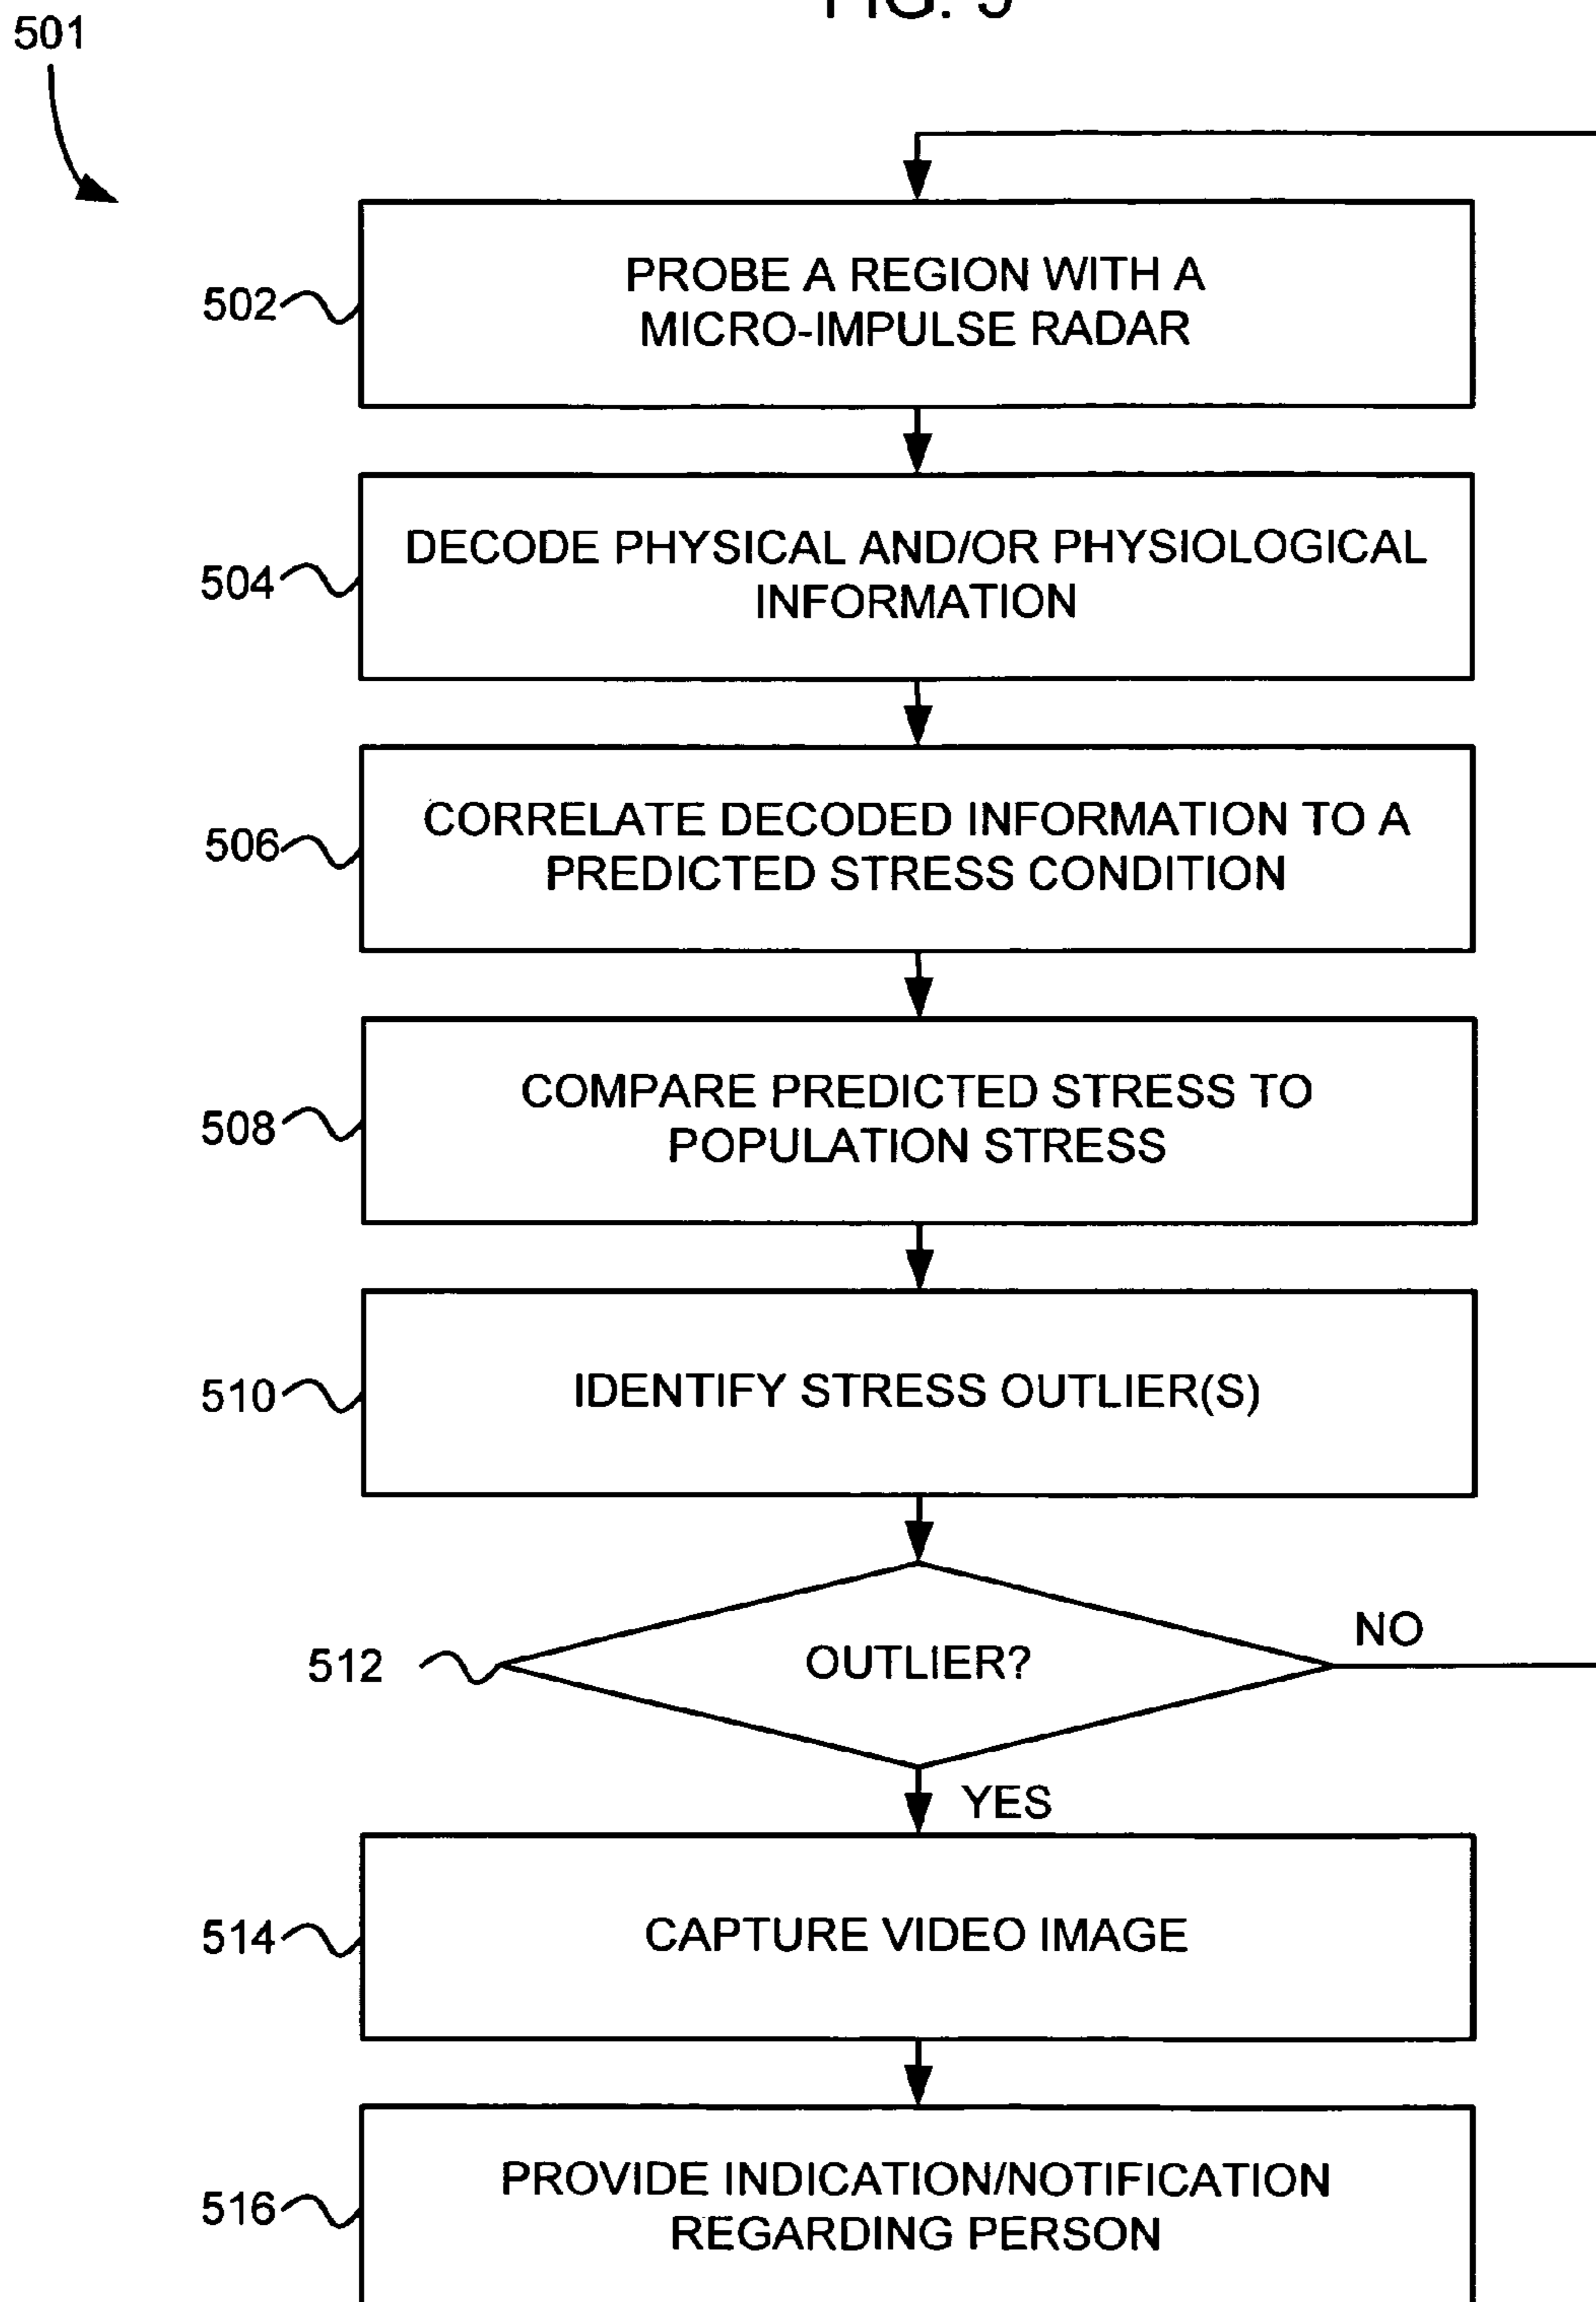 FIG. 5
501
502
PROBE A REGION WITH A
MICRO-IMPULSE RADAR
504
DECODE PHYSICAL AND/OR PHYSIOLOGICAL
INFORMATION
506
CORRELATE DECODED INFORMATION TO A
PREDICTED STRESS CONDITION
508
COMPARE PREDICTED STRESS TO
POPULATION STRESS
510
IDENTIFY STRESS OUTLIER(S)
512
OUTLIER?
NO
YES
514
CAPTURE VIDEO IMAGE
516
PROVIDE INDICATION/NOTIFICATION
REGARDING PERSON